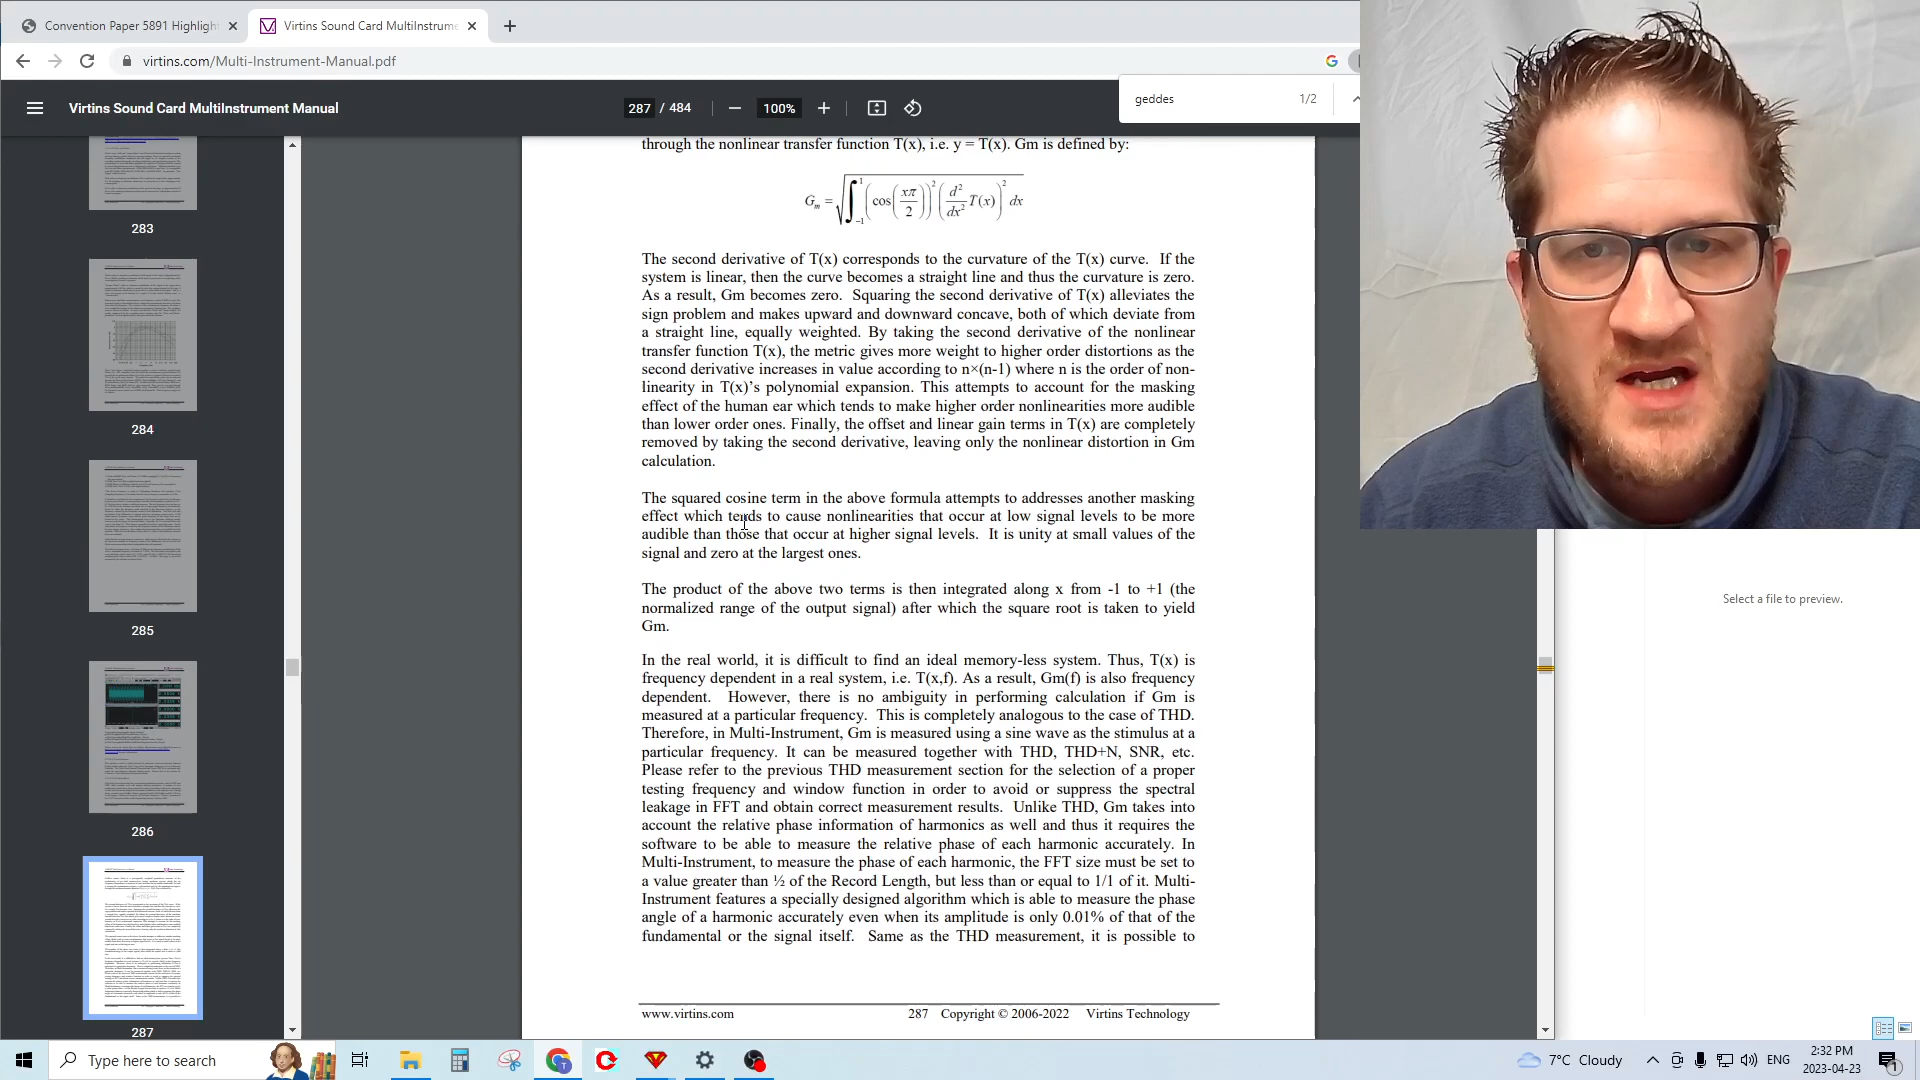 Convention Paper 5891 Highligh
Virtins Sound Card MultiInstrume
virtins.com/Multi-Instrument-Manual.pdf
Virtins Sound Card MultiInstrument Manual
287 / 484
100%
geddes
1/2
283
284
285
286
287
through the nonlinear transfer function T(x), i.e. y = T(x). Gm is defined by:
G_m = √∫_{-1}^{1} (cos(xπ/2))² (d²/dx² T(x))² dx
The second derivative of T(x) corresponds to the curvature of the T(x) curve. If the
system is linear, then the curve becomes a straight line and thus the curvature is zero.
As a result, Gm becomes zero. Squaring the second derivative of T(x) alleviates the
sign problem and makes upward and downward concave, both of which deviate from
a straight line, equally weighted. By taking the second derivative of the nonlinear
transfer function T(x), the metric gives more weight to higher order distortions as the
second derivative increases in value according to n×(n-1) where n is the order of non-
linearity in T(x)'s polynomial expansion. This attempts to account for the masking
effect of the human ear which tends to make higher order nonlinearities more audible
than lower order ones. Finally, the offset and linear gain terms in T(x) are completely
removed by taking the second derivative, leaving only the nonlinear distortion in Gm
calculation.
The squared cosine term in the above formula attempts to addresses another masking
effect which tends to cause nonlinearities that occur at low signal levels to be more
audible than those that occur at higher signal levels. It is unity at small values of the
signal and zero at the largest ones.
The product of the above two terms is then integrated along x from -1 to +1 (the
normalized range of the output signal) after which the square root is taken to yield
Gm.
In the real world, it is difficult to find an ideal memory-less system. Thus, T(x) is
frequency dependent in a real system, i.e. T(x,f). As a result, Gm(f) is also frequency
dependent. However, there is no ambiguity in performing calculation if Gm is
measured at a particular frequency. This is completely analogous to the case of THD.
Therefore, in Multi-Instrument, Gm is measured using a sine wave as the stimulus at a
particular frequency. It can be measured together with THD, THD+N, SNR, etc.
Please refer to the previous THD measurement section for the selection of a proper
testing frequency and window function in order to avoid or suppress the spectral
leakage in FFT and obtain correct measurement results. Unlike THD, Gm takes into
account the relative phase information of harmonics as well and thus it requires the
software to be able to measure the relative phase of each harmonic accurately. In
Multi-Instrument, to measure the phase of each harmonic, the FFT size must be set to
a value greater than ½ of the Record Length, but less than or equal to 1/1 of it. Multi-
Instrument features a specially designed algorithm which is able to measure the phase
angle of a harmonic accurately even when its amplitude is only 0.01% of that of the
fundamental or the signal itself. Same as the THD measurement, it is possible to
www.virtins.com
287 Copyright © 2006-2022 Virtins Technology
Select a file to preview.
Type here to search
7°C Cloudy
ENG
2:32 PM
2023-04-23
1